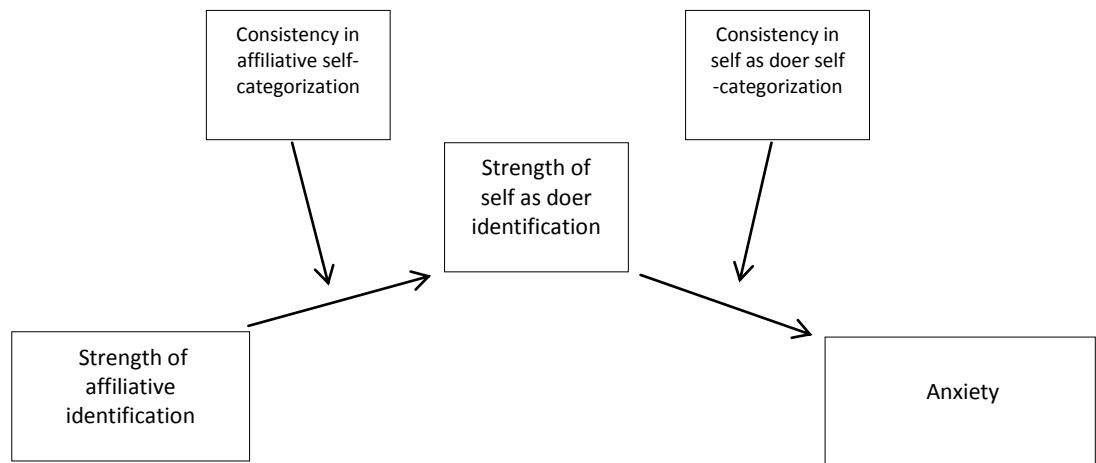 Consistency in
affiliative self-
categorization
Consistency in
self as doer self
-categorization
Strength of
self as doer
identification
Strength of
affiliative
identification
Anxiety